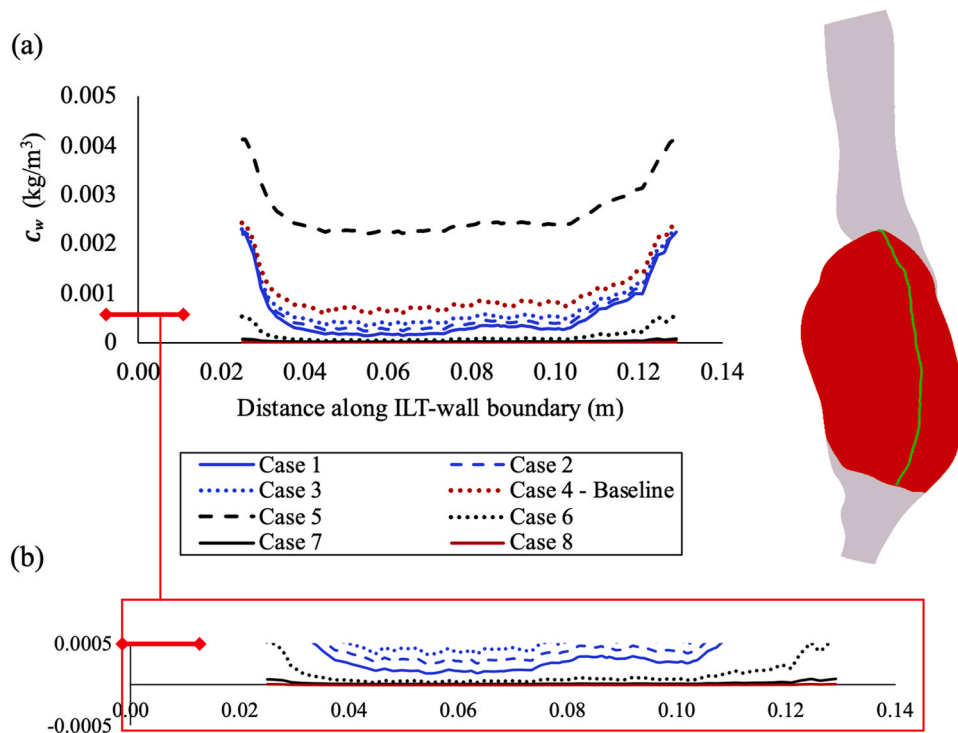 (a)
0.005
0.004
0.003
0.002
0.001
0
C_w (kg/m³)
0.00 0.02 0.04 0.06 0.08 0.10 0.12 0.14
Distance along ILT-wall boundary (m)
Case 1 Case 2
Case 3 Case 4 - Baseline
Case 5 Case 6
Case 7 Case 8
(b)
0.0005
-0.0005
0.00 0.02 0.04 0.06 0.08 0.10 0.12 0.14